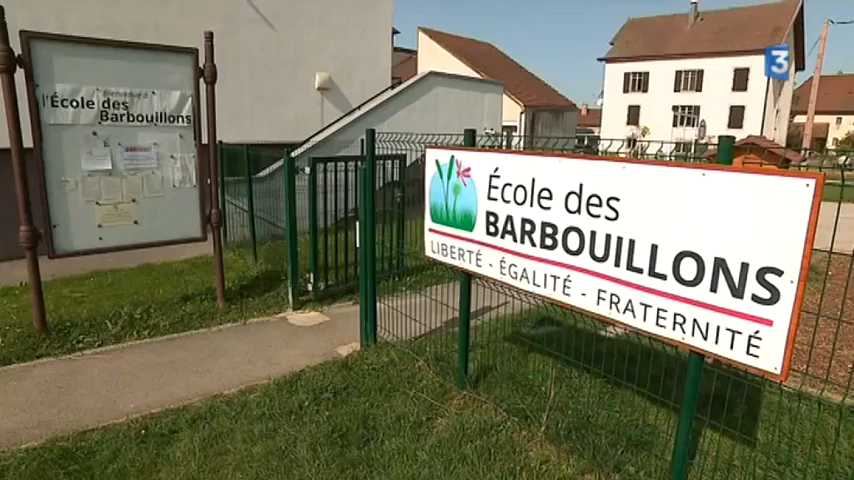 Bienvenue à
l'École des
Barbouillons
3
École des
BARBOUILLONS
LIBERTÉ - ÉGALITÉ - FRATERNITÉ